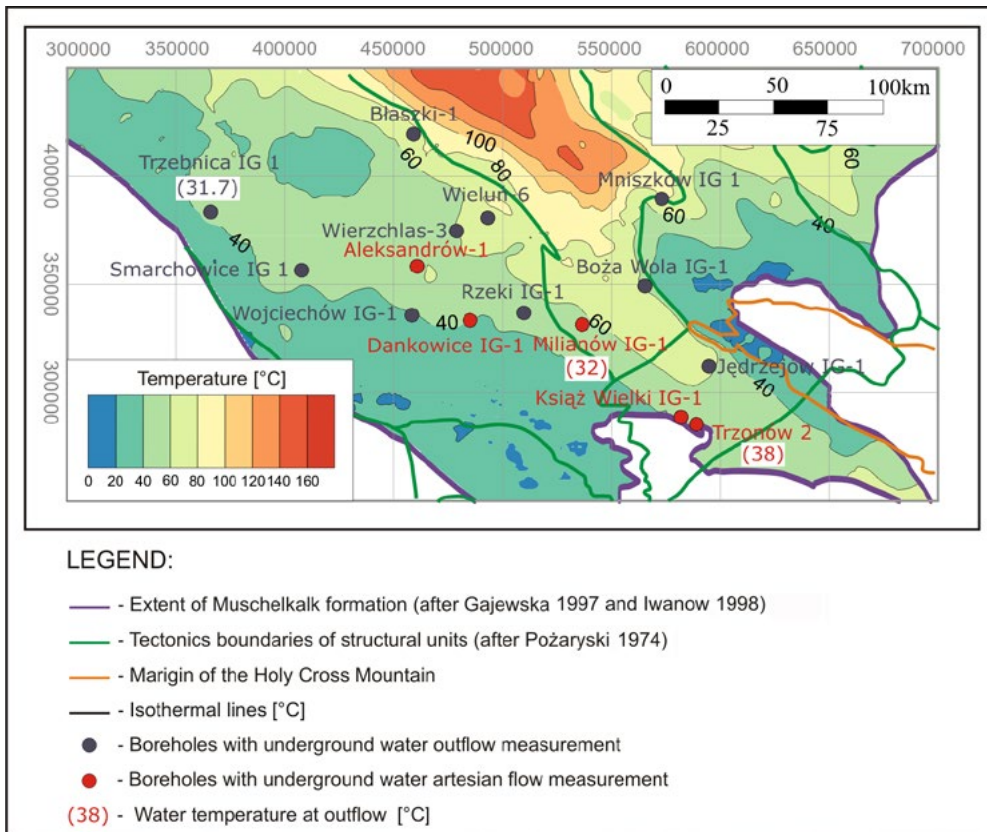 300000 350000 400000 450000 500000 550000 600000 650000 700000
0 50 100km
25 75
Błaszki-1
100
60
80
60
400000
Trzebnica IG 1
(31.7)
Mniszków IG 1
60
Wieluń 6
40
40
Wierzchlas-3
Aleksandrów-1
Smarchowice IG 1
Boża Wola IG-1
350000
Rzeki IG-1
Wojciechów IG-1
40
60
Dankowice IG-1
Milianów IG-1
(32)
Jędrzejów IG-1
40
300000
Książ Wielki IG-1
Trzonów 2
(38)
Temperature [°C]
0 20 40 60 80 100 120 140 160
LEGEND:
- Extent of Muschelkalk formation (after Gajewska 1997 and Iwanow 1998)
- Tectonics boundaries of structural units (after Pożaryski 1974)
- Marigin of the Holy Cross Mountain
- Isothermal lines [°C]
- Boreholes with underground water outflow measurement
- Boreholes with underground water artesian flow measurement
(38) - Water temperature at outflow [°C]